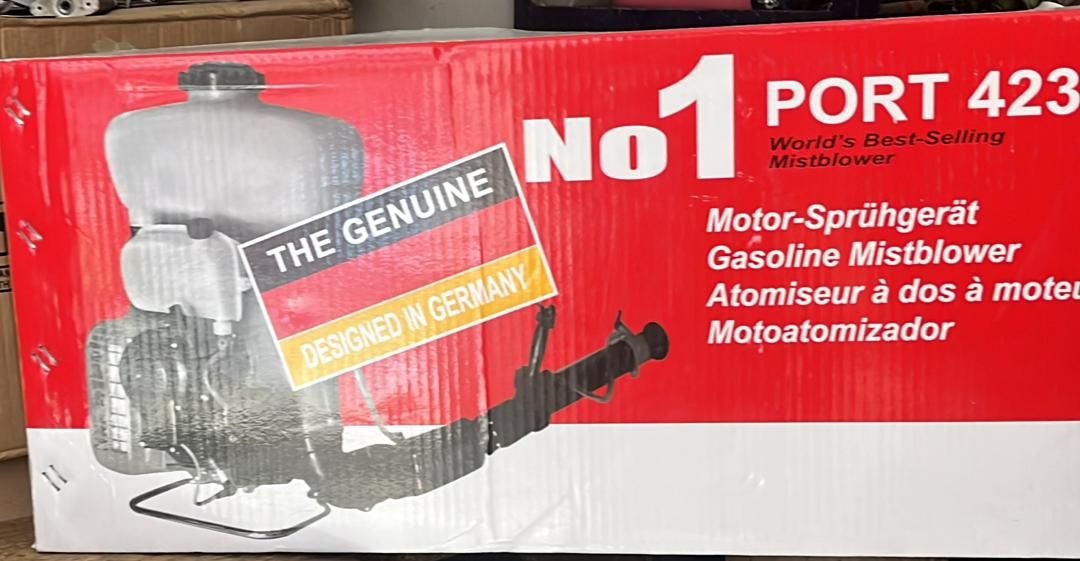 THE GENUINE
DESIGNED IN GERMANY
No1
PORT 423
World's Best-Selling
Mistblower
Motor-Sprühgerät
Gasoline Mistblower
Atomiseur à dos à
Motoatomizador